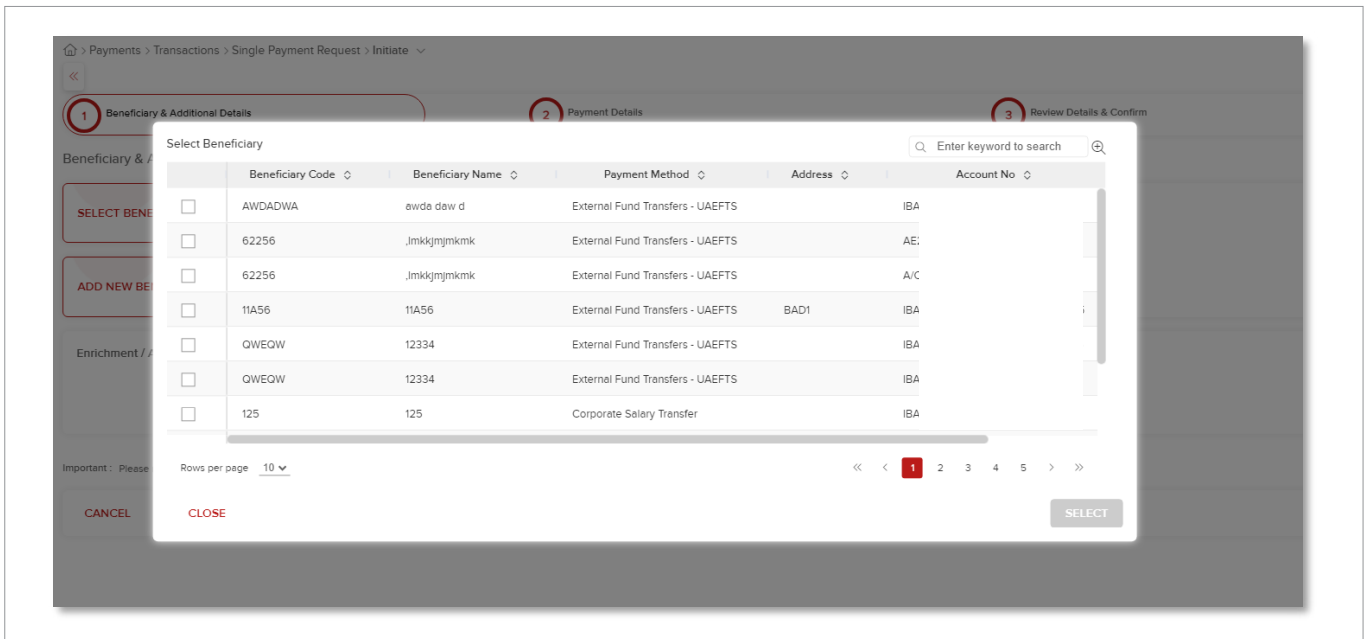 > Payments > Transactions > Single Payment Request > Initiate
1 Beneficiary & Additional Details 2 Payment Details 3 Review Details & Confirm
Beneficiary & A
Select Beneficiary Enter keyword to search
Beneficiary Code Beneficiary Name Payment Method Address Account No
AWDADWA awda daw d External Fund Transfers - UAEFTS IBA
SELECT BENE
62256 ,lmkkjmjmkmk External Fund Transfers - UAEFTS AE
62256 ,lmkkjmjmkmk External Fund Transfers - UAEFTS A/C
ADD NEW BE
11A56 11A56 External Fund Transfers - UAEFTS BAD1 IBA
QWEQW 12334 External Fund Transfers - UAEFTS IBA
Enrichment / A
QWEQW 12334 External Fund Transfers - UAEFTS IBA
125 125 Corporate Salary Transfer IBA
Important : Please
Rows per page 10 << < 1 2 3 4 5 > >>
CANCEL
CLOSE SELECT